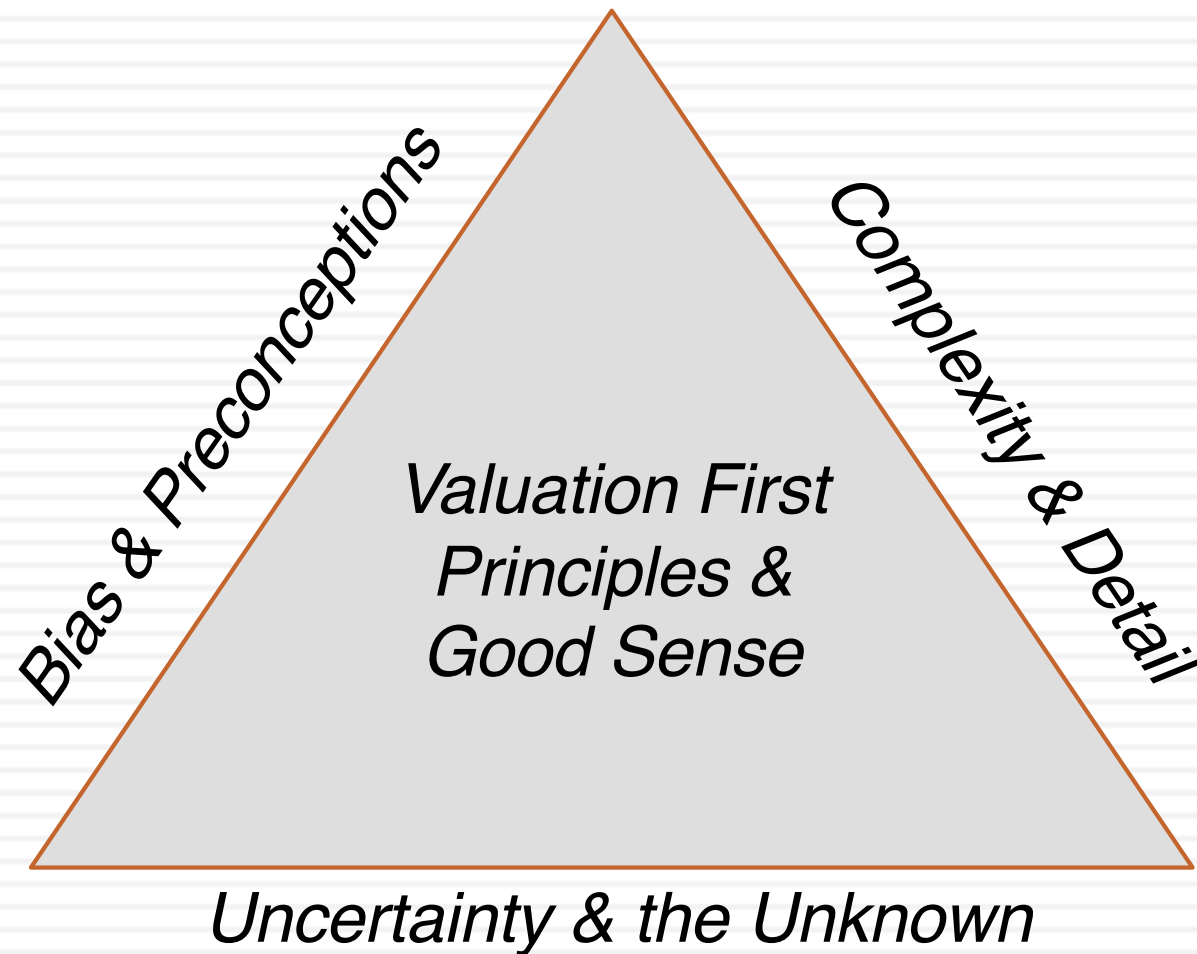 Bias & Preconceptions
Complexity & Detail
Valuation First
Principles &
Good Sense
Uncertainty & the Unknown